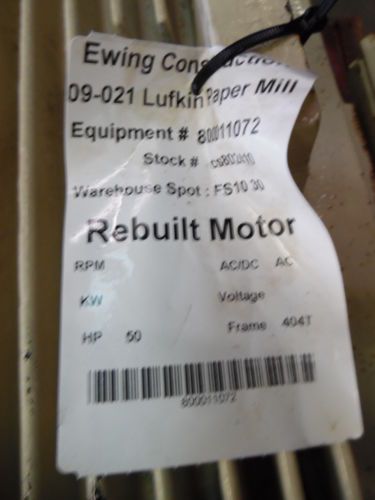 Ewing Construction
09-021 Lufkin Paper Mill
Equipment # 800011072
Stock #
Warehouse Spot : FS10 30
Rebuilt Motor
RPM AC/DC AC
KW Voltage
HP 50 Frame 404T
800011072